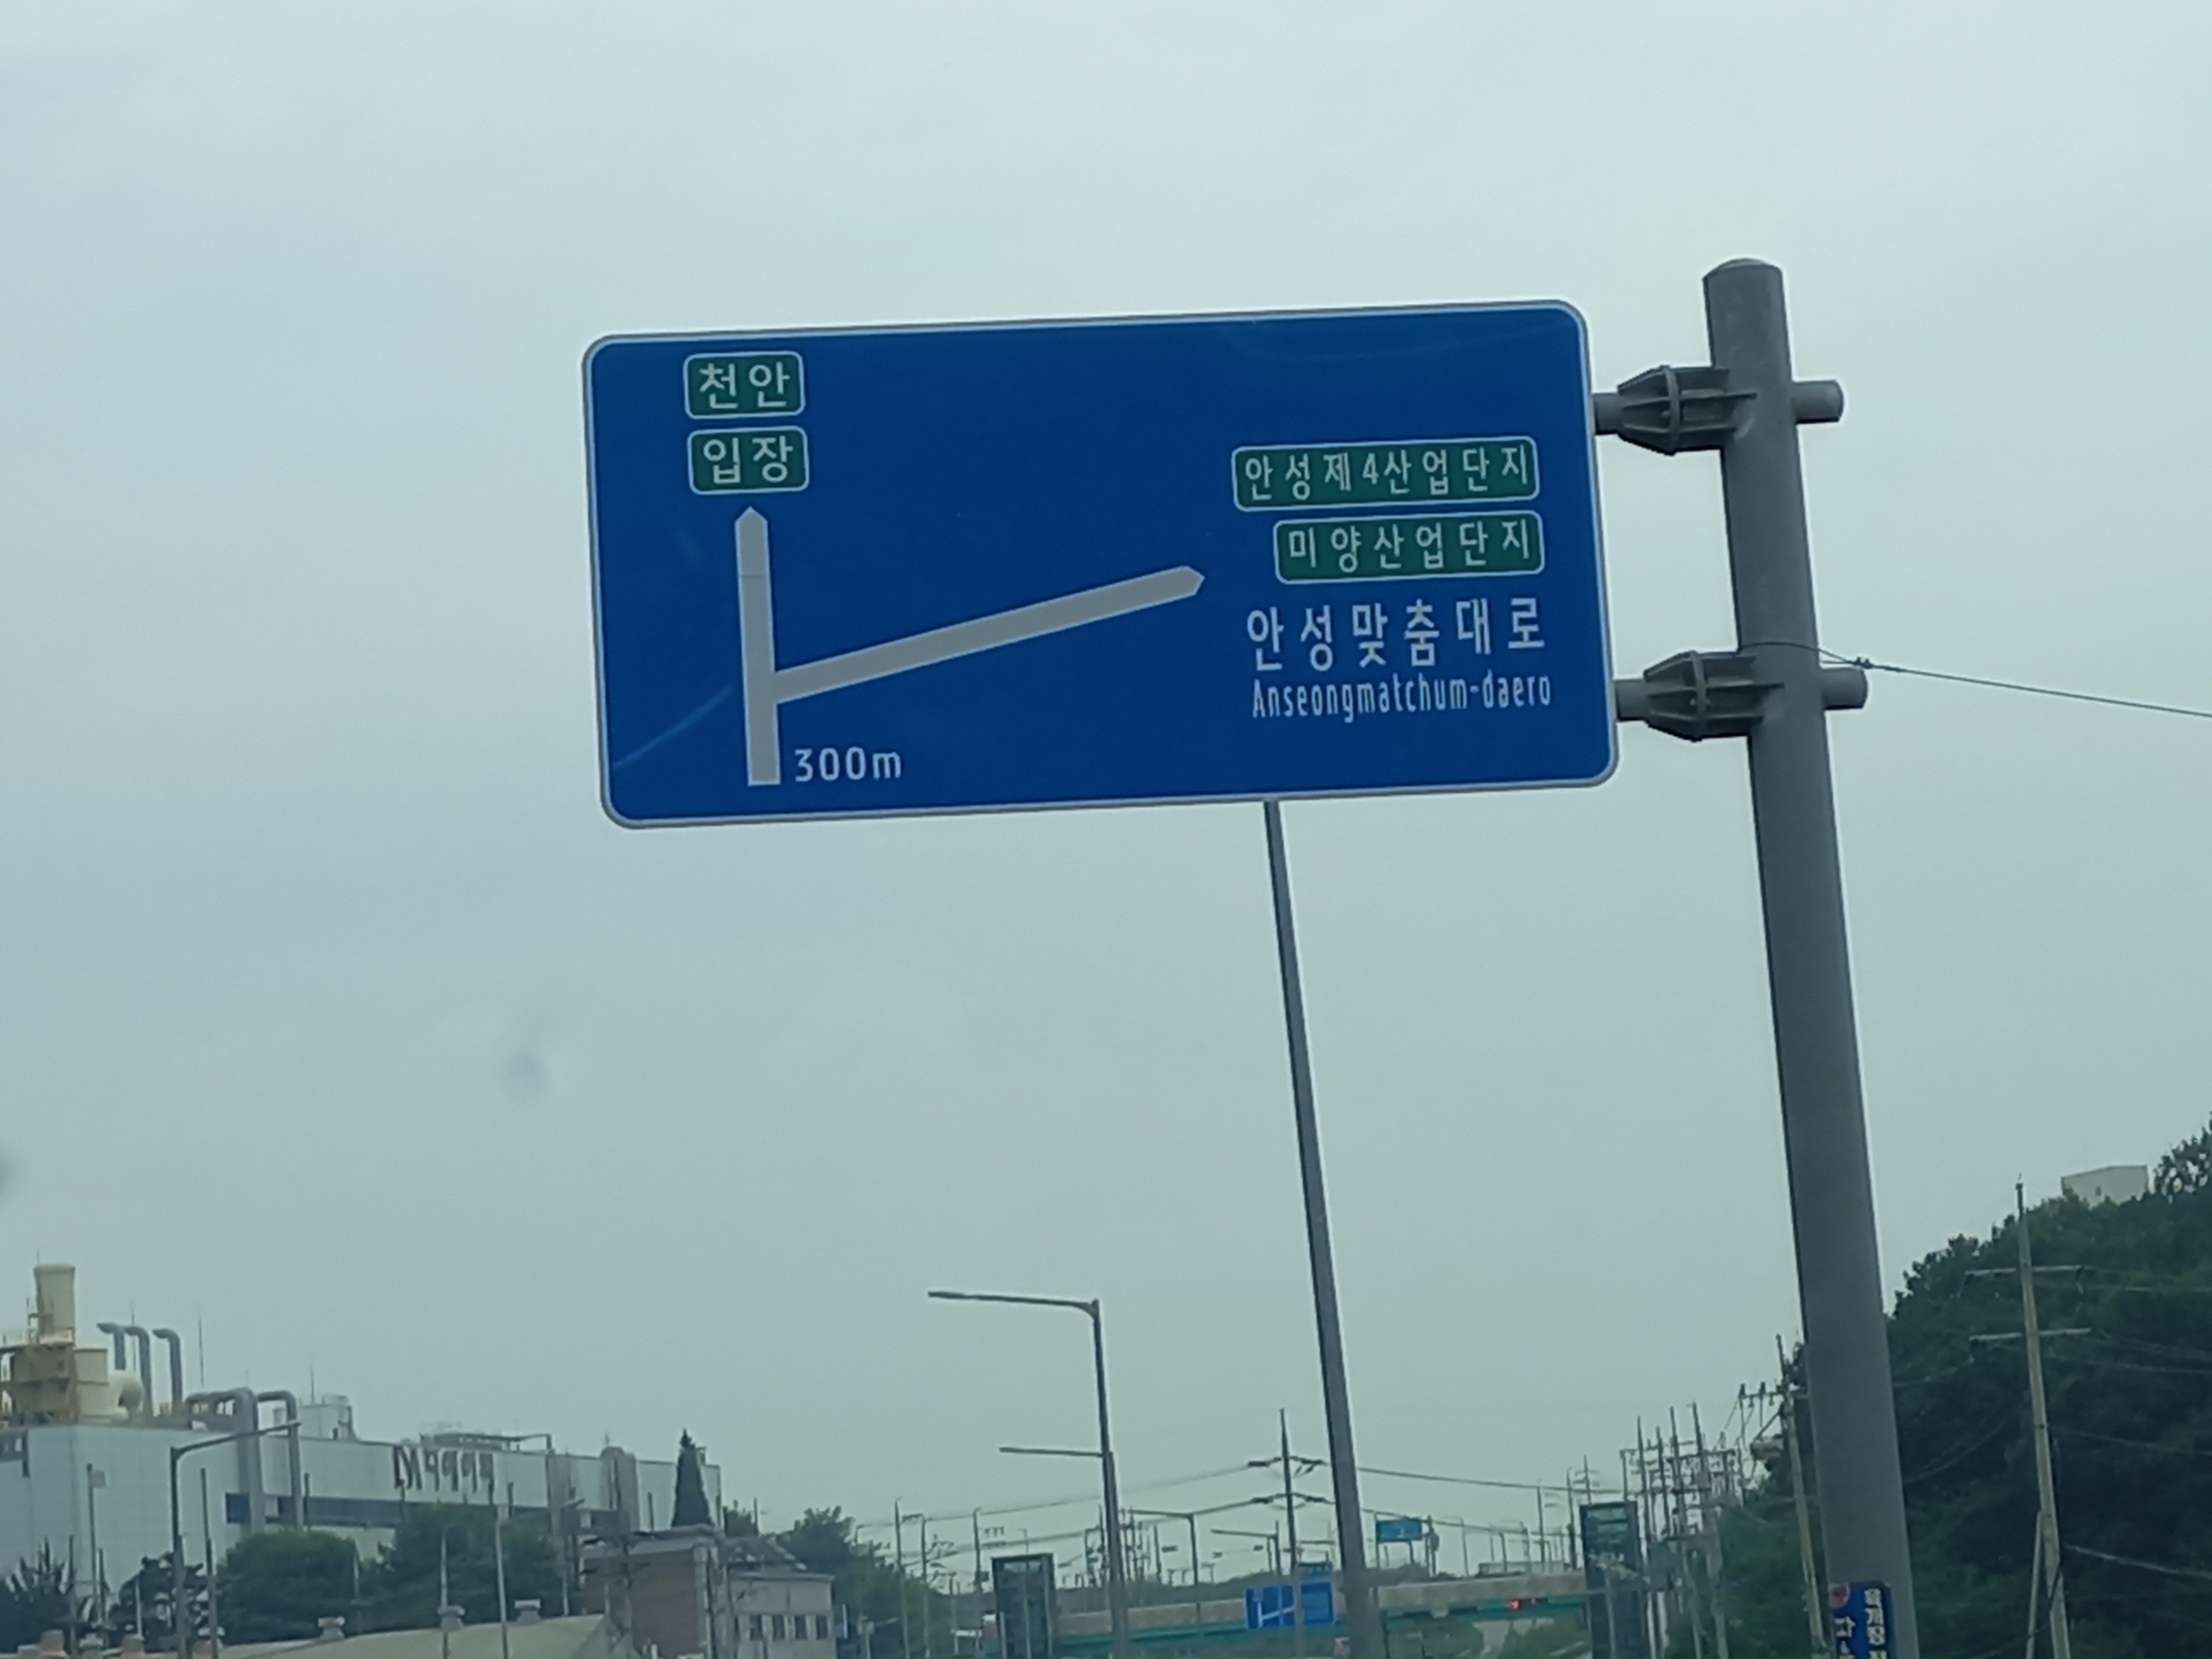 천안
입장
안성제4산업단지
미양산업단지
안성맞춤대로
Anseongmatchum-daero
300m